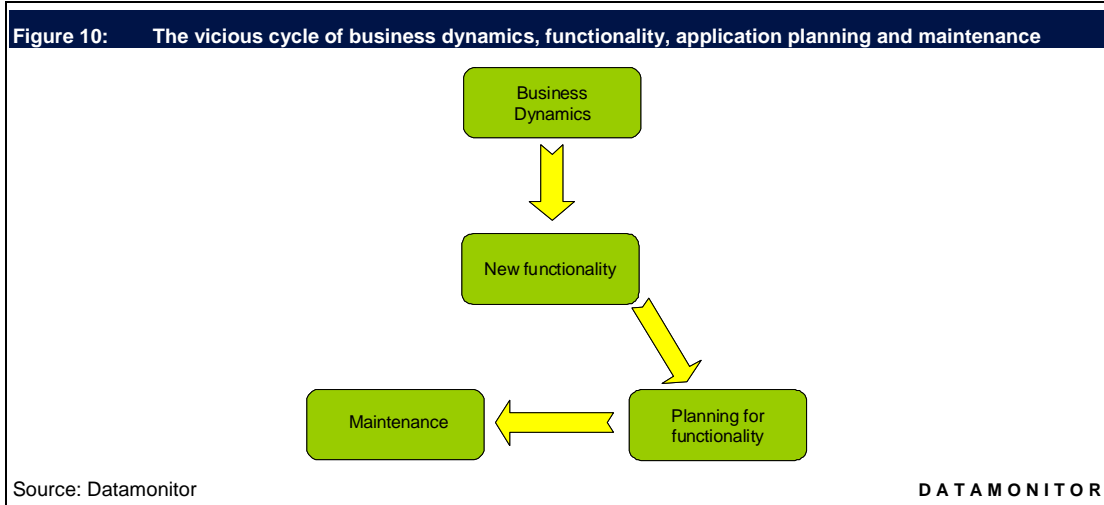 Figure 10: The vicious cycle of business dynamics, functionality, application planning and maintenance
Business
Dynamics
New functionality
Maintenance
Planning for
functionality
Source: Datamonitor
DATAMONITOR